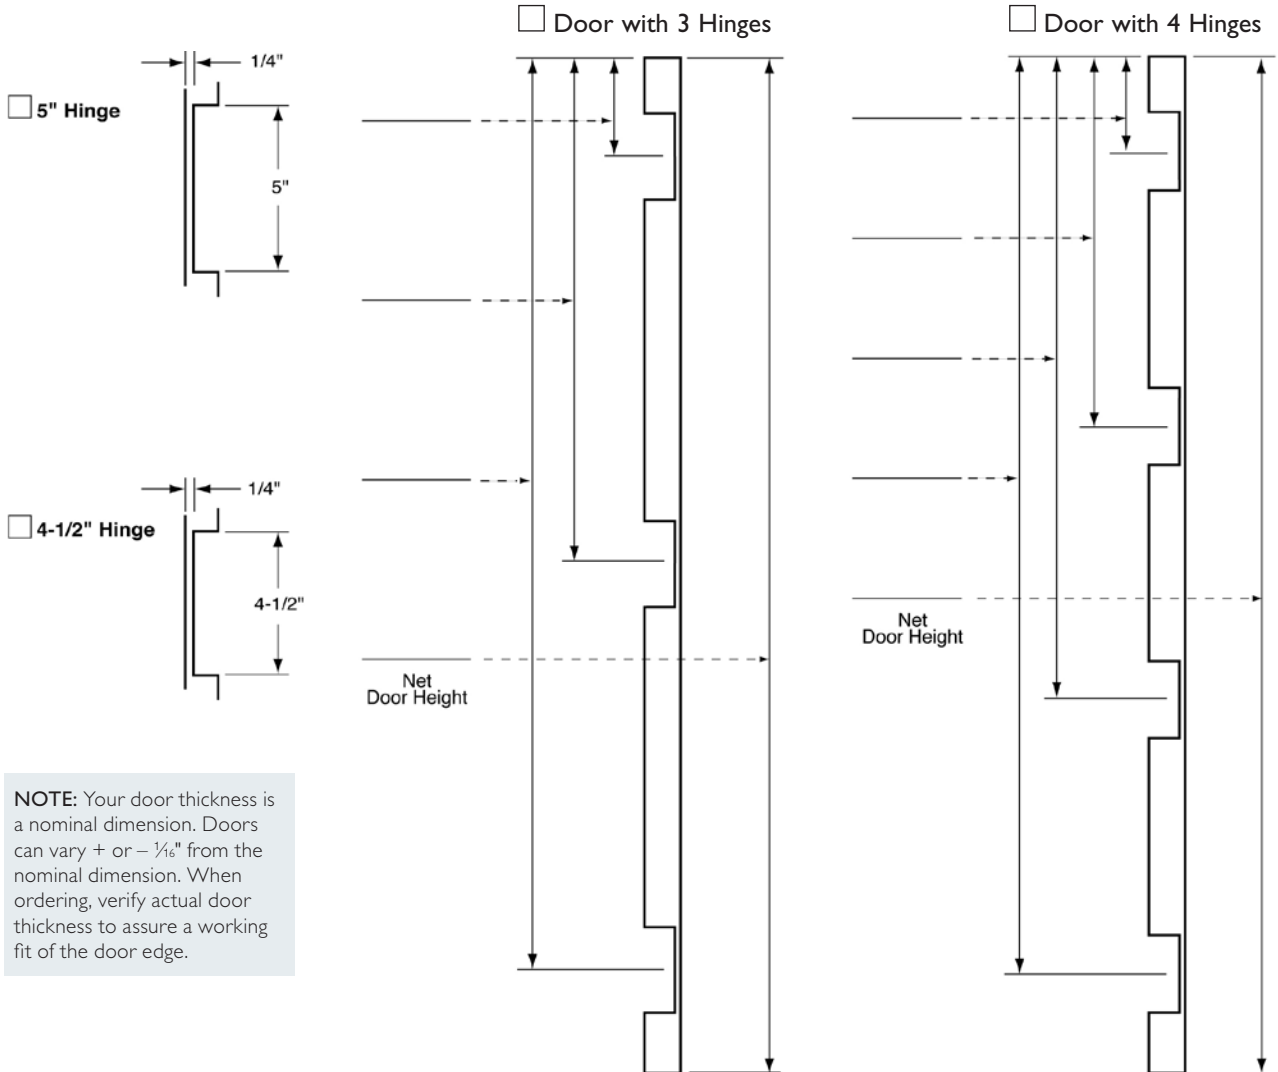 Door with 3 Hinges
Door with 4 Hinges
1/4"
5" Hinge
5"
1/4"
4-1/2" Hinge
4-1/2"
Net
Door Height
Net
Door Height
NOTE: Your door thickness is
a nominal dimension. Doors
can vary + or – 1/16" from the
nominal dimension. When
ordering, verify actual door
thickness to assure a working
fit of the door edge.